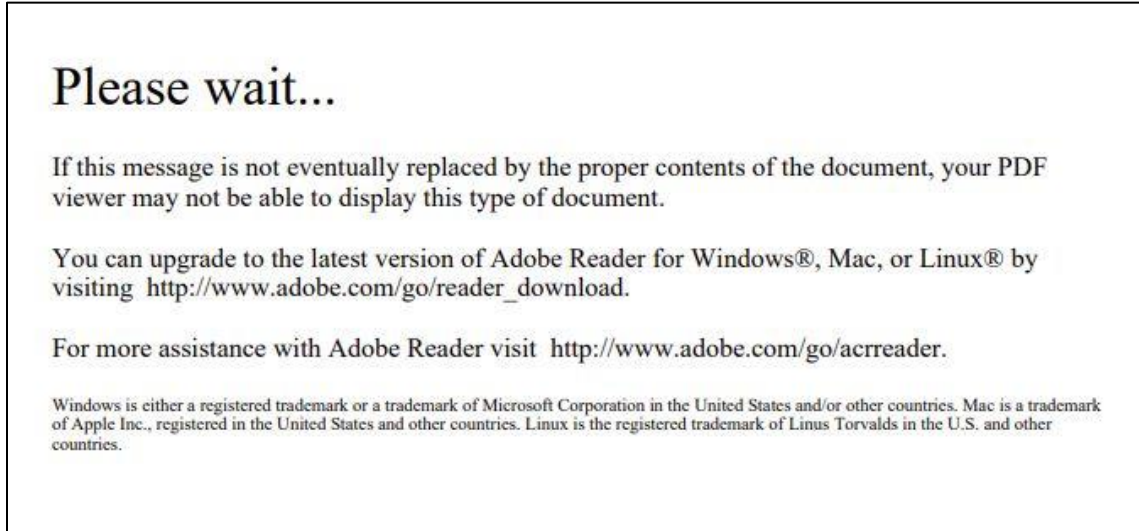 Please wait...
If this message is not eventually replaced by the proper contents of the document, your PDF
viewer may not be able to display this type of document.
You can upgrade to the latest version of Adobe Reader for Windows®, Mac, or Linux® by
visiting  http://www.adobe.com/go/reader_download.
For more assistance with Adobe Reader visit  http://www.adobe.com/go/acrreader.
Windows is either a registered trademark or a trademark of Microsoft Corporation in the United States and/or other countries. Mac is a trademark
of Apple Inc., registered in the United States and other countries. Linux is the registered trademark of Linus Torvalds in the U.S. and other
countries.